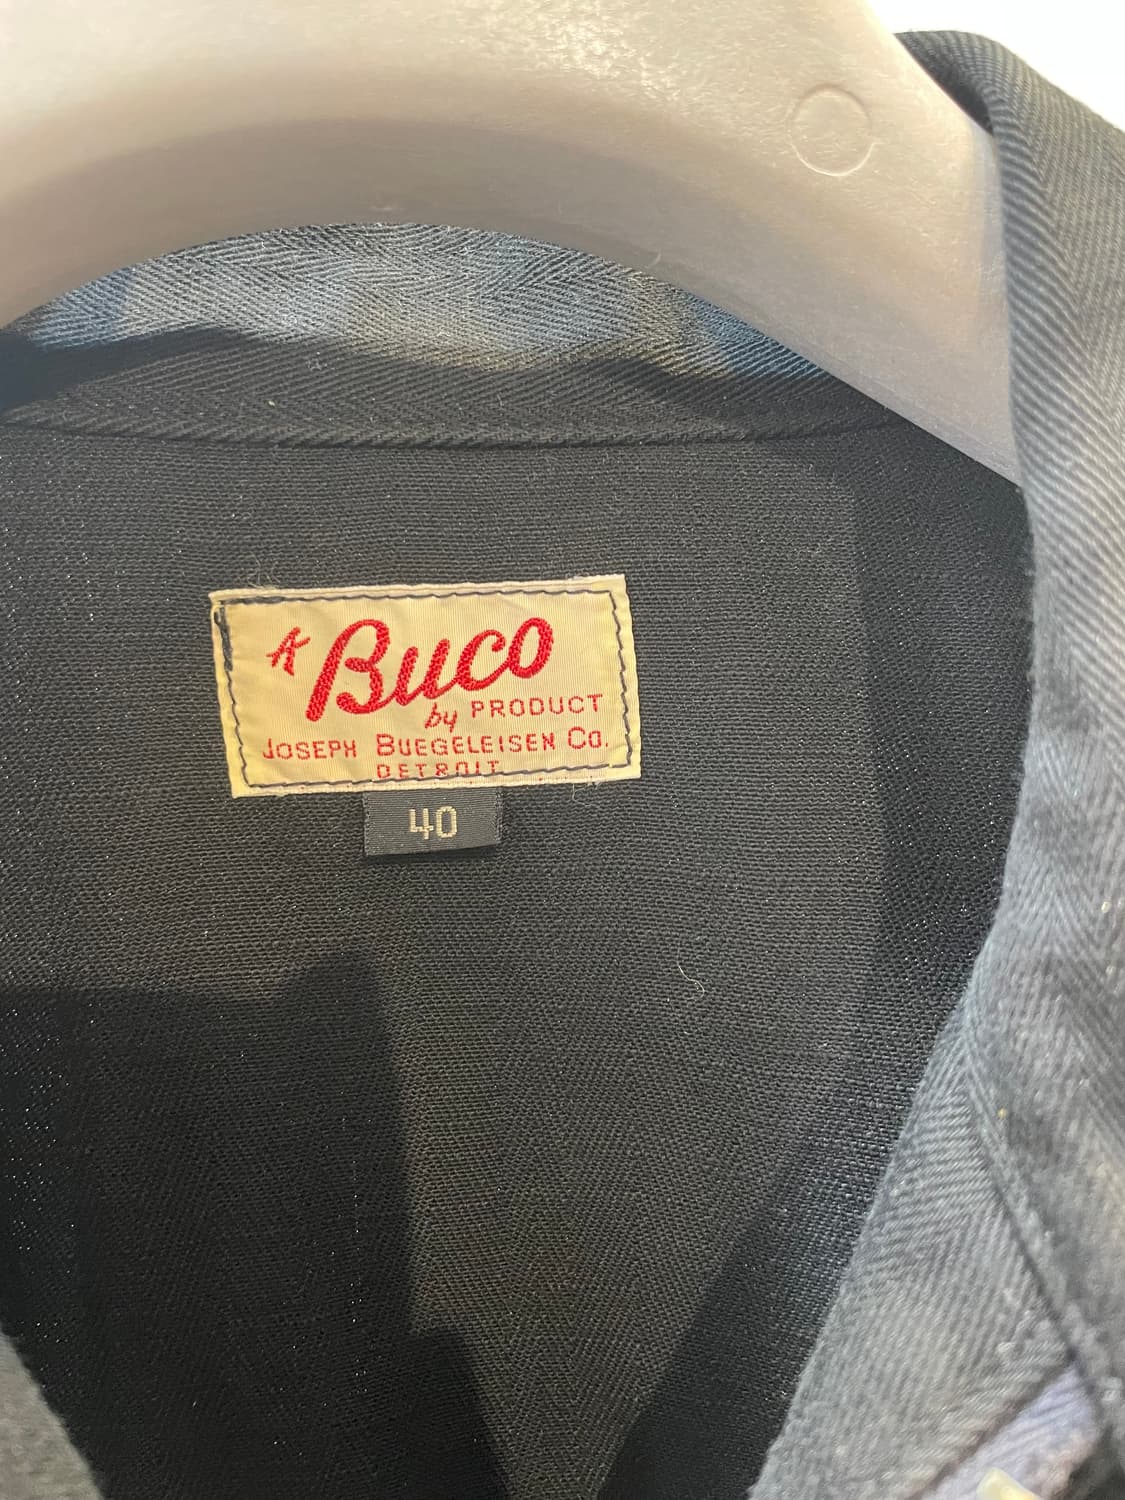 A Buco
by PRODUCT
JOSEPH BUEGELEISEN CO.
DETROIT
40